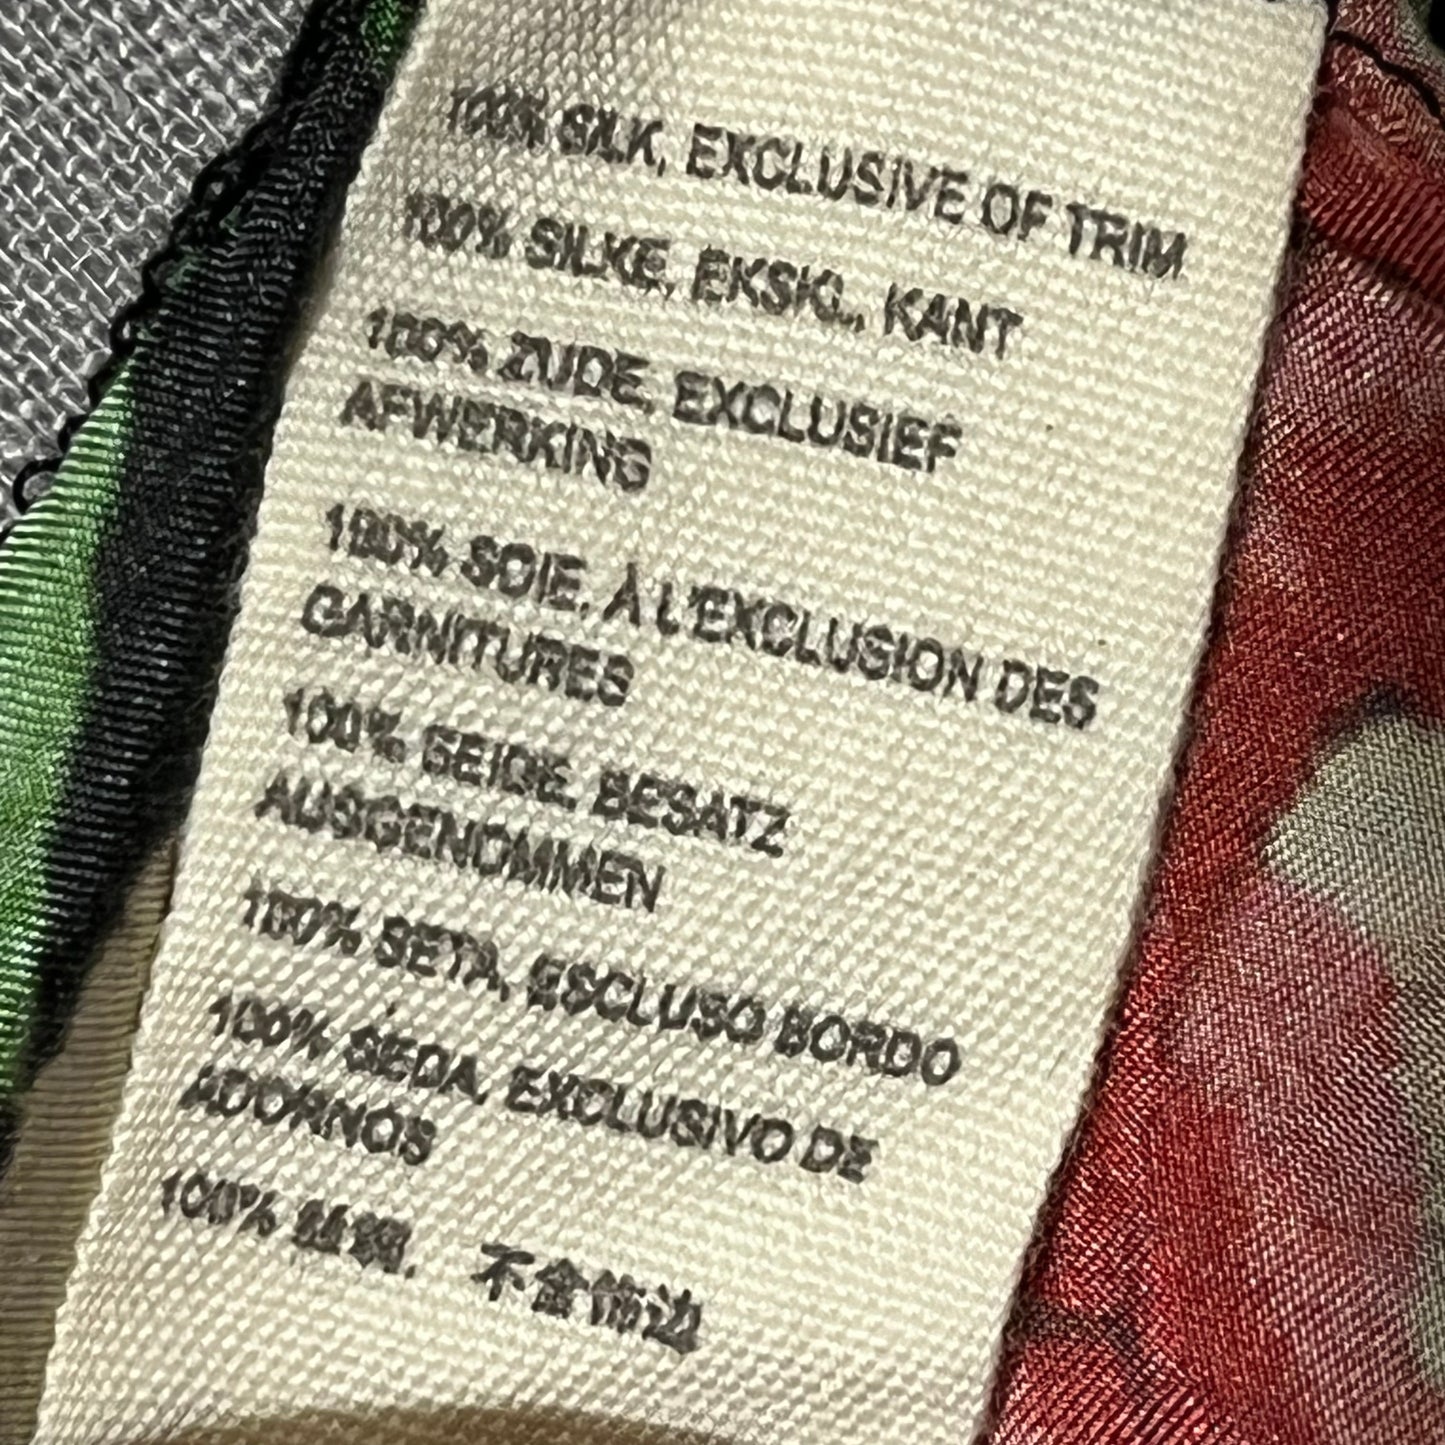 100% SILK, EXCLUSIVE OF TRIM
100% SILKE, EKSKL., KANT
100% ZIJDE, EXCLUSIEF
AFWERKING
100% SOIE, À L'EXCLUSION DES
GARNITURES
100% SEIDE, BESATZ
AUSGENOMMEN
100% SETA, ESCLUSO BORDO
100% SEDA, EXCLUSIVO DE
ADORNOS
100% 丝绸, 不含饰边